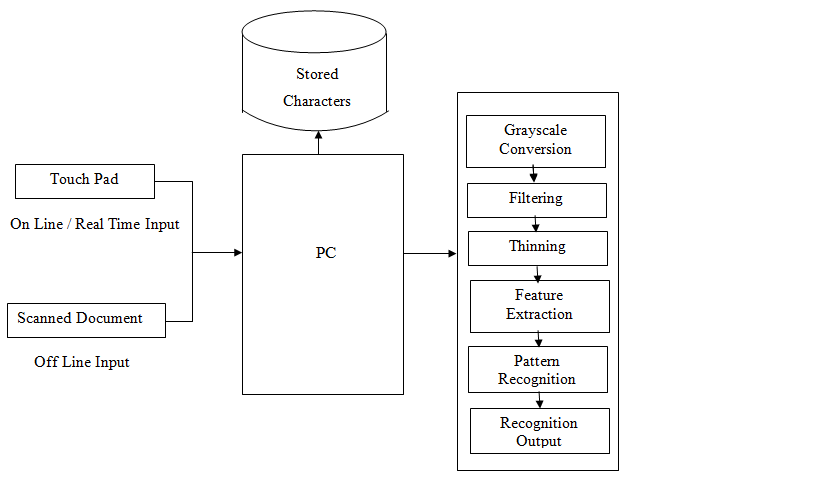 Stored
Characters
Touch Pad
On Line / Real Time Input
Scanned Document
Off Line Input
PC
Grayscale
Conversion
Filtering
Thinning
Feature
Extraction
Pattern
Recognition
Recognition
Output